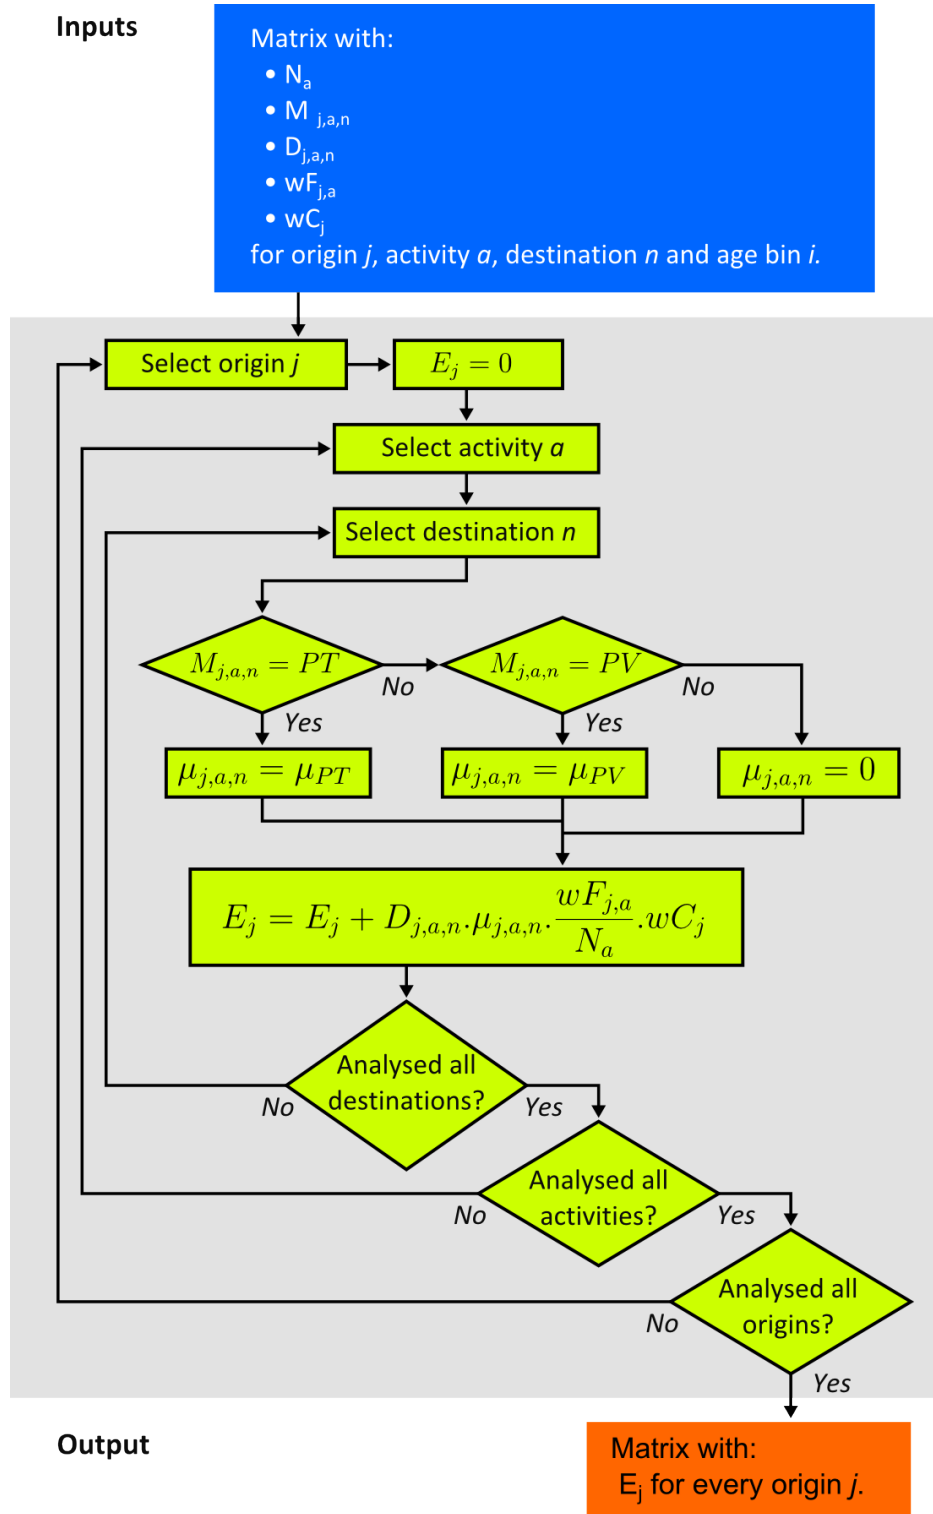 Inputs
Matrix with:
• Nₐ
• M j,a,n
• Dj,a,n
• wFj,a
• wCj
for origin j, activity a, destination n and age bin i.
Select origin j
Ej = 0
Select activity a
Select destination n
Mj,a,n = PT
No
Mj,a,n = PV
No
Yes
Yes
μj,a,n = μPT
μj,a,n = μPV
μj,a,n = 0
Ej = Ej + Dj,a,n.μj,a,n.wFj,a/Na.wCj
Analysed all
destinations?
No
Yes
Analysed all
activities?
No
Yes
Analysed all
origins?
No
Yes
Output
Matrix with:
Ej for every origin j.